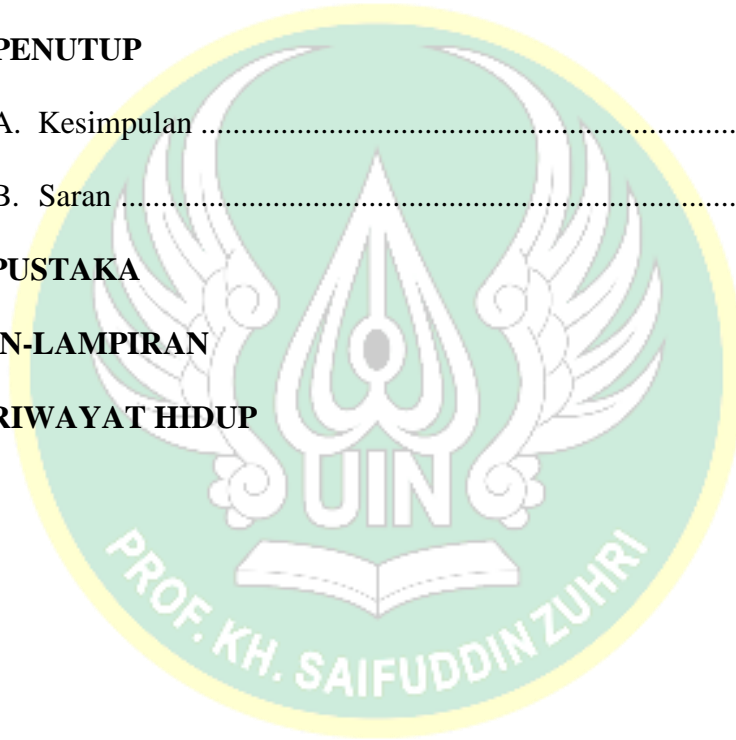 PENUTUP
A. Kesimpulan ....................................................................
B. Saran ..............................................................................
PUSTAKA
N-LAMPIRAN
RIWAYAT HIDUP
UIN
PROF. KH. SAIFUDDIN ZUHRI